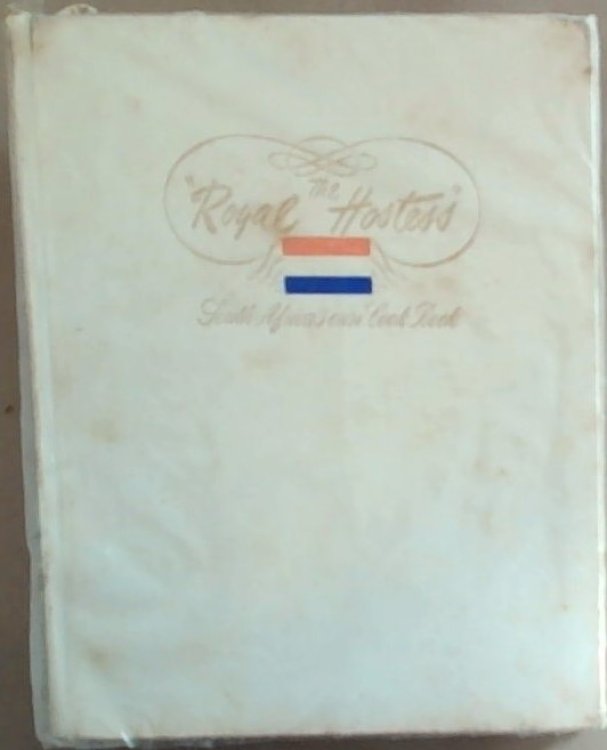 The
"Royal Hostess"
South Africa's own Cook Book